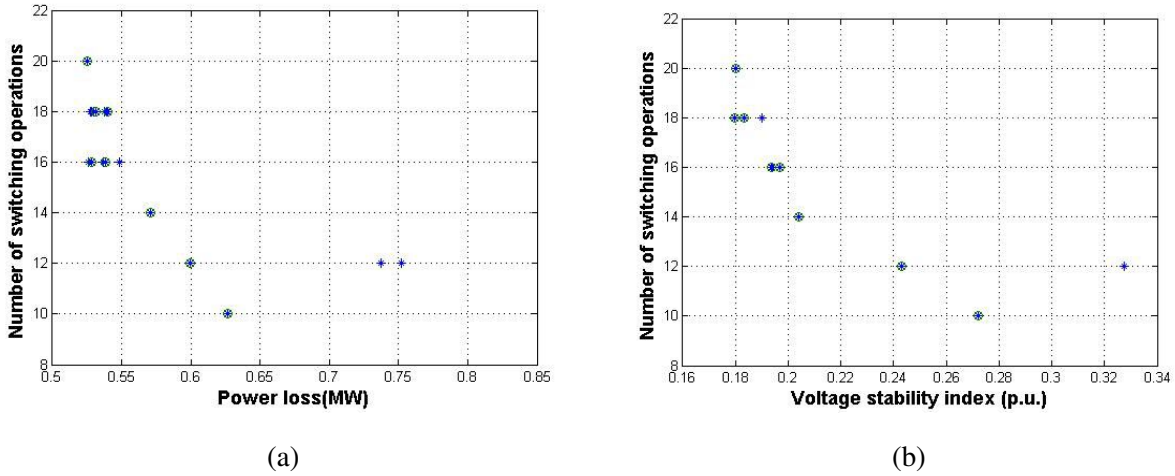 22
20
18
16
14
12
10
8
Number of switching operations
0.5 0.55 0.6 0.65 0.7 0.75 0.8 0.85
Power loss(MW)
(a)
22
20
18
16
14
12
10
8
Number of switching operations
0.16 0.18 0.2 0.22 0.24 0.26 0.28 0.3 0.32 0.34
Voltage stability index (p.u.)
(b)